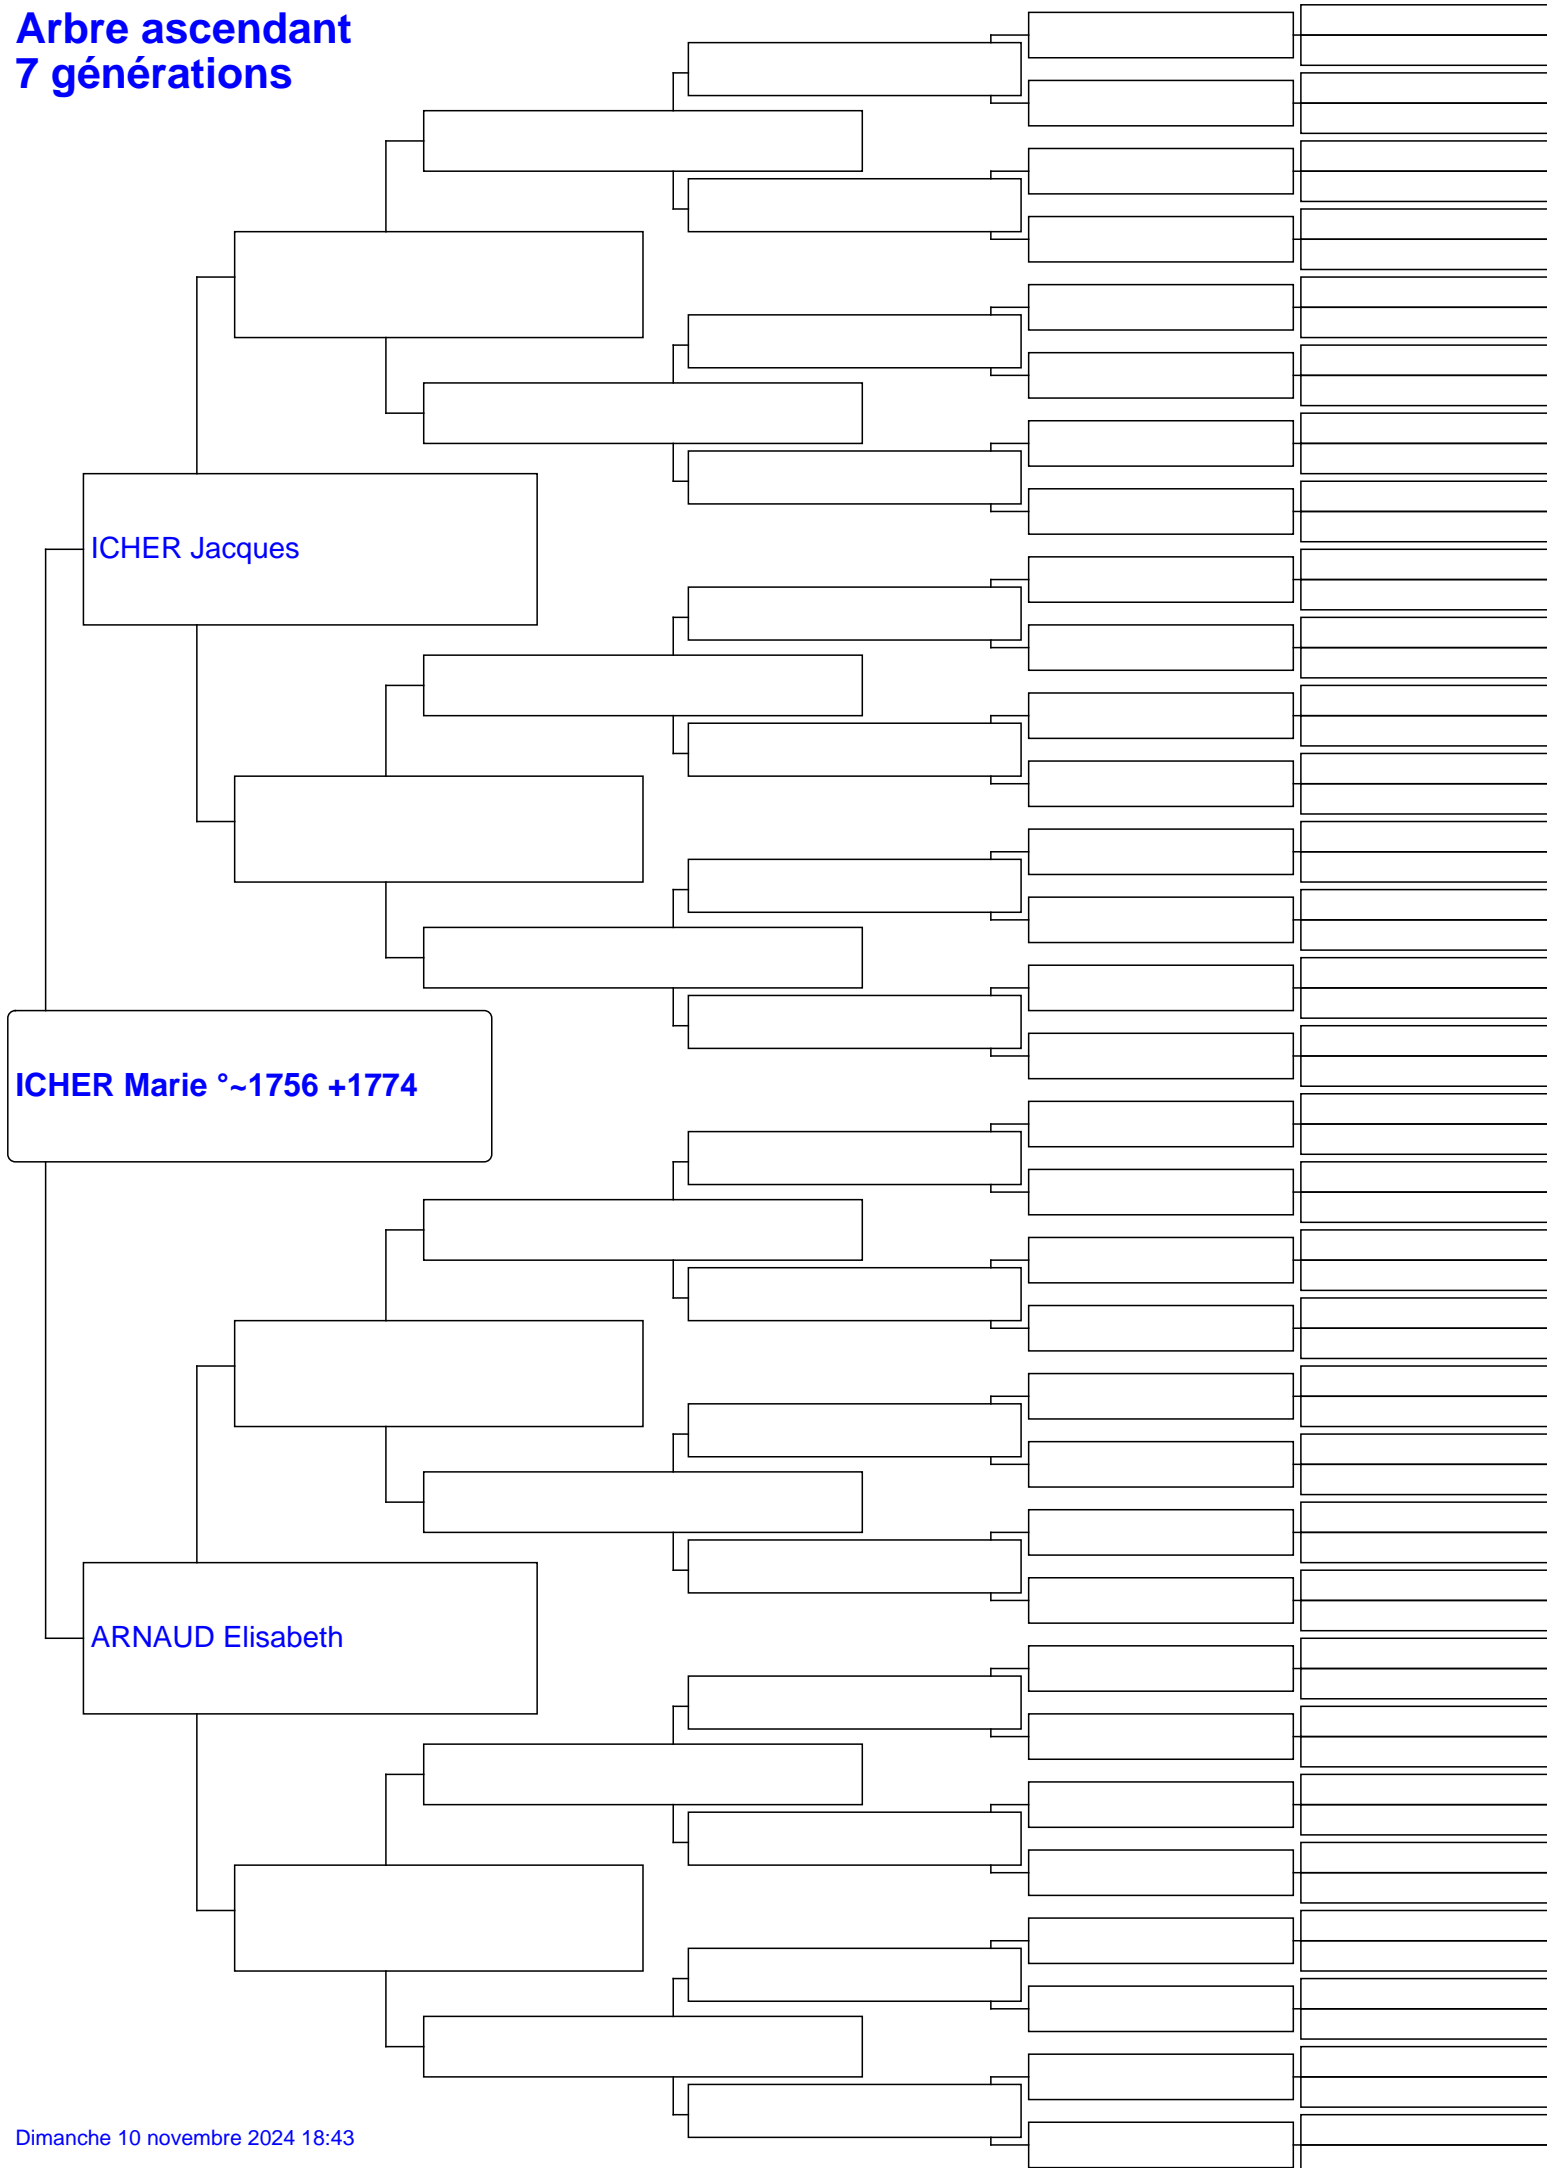 Arbre ascendant
7 générations
ICHER Jacques
ICHER Marie °~1756 +1774
ARNAUD Elisabeth
Dimanche 10 novembre 2024 18:43